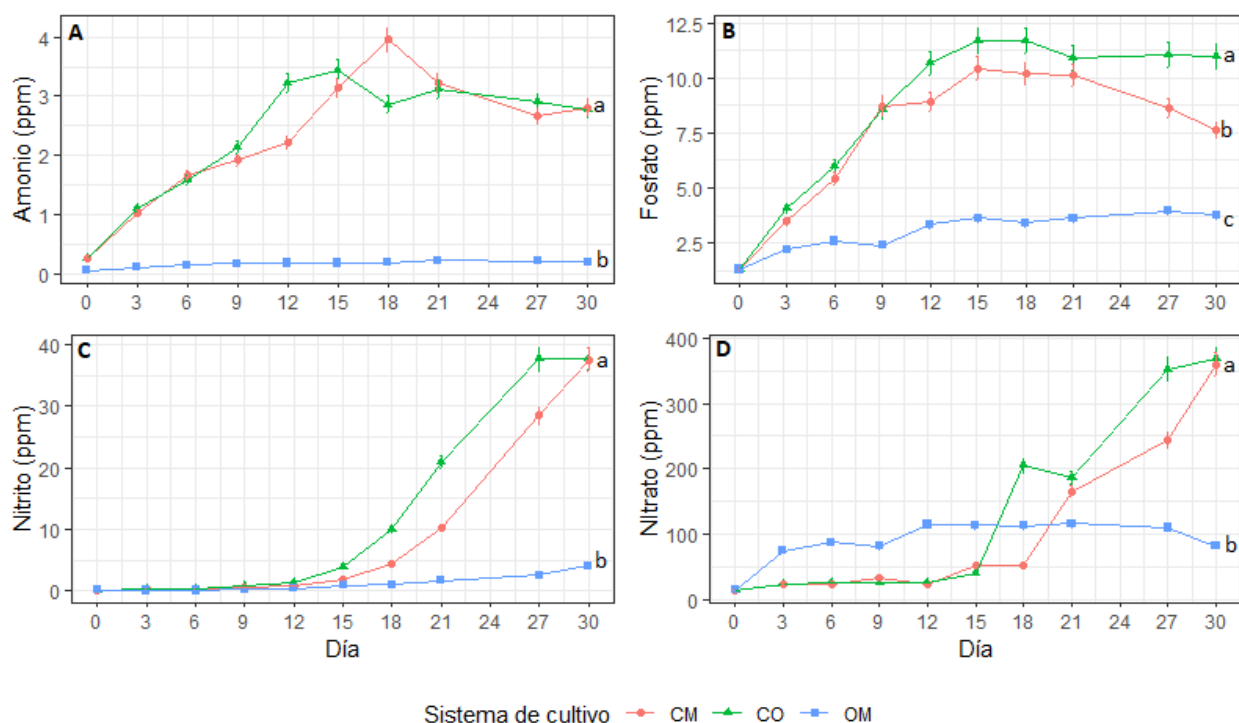 A
Amonio (ppm)
4
3
2
1
0
a
b
0 3 6 9 12 15 18 21 24 27 30
B
Fosfato (ppm)
12.5
10.0
7.5
5.0
2.5
a
b
c
0 3 6 9 12 15 18 21 24 27 30
C
Nitrito (ppm)
40
30
20
10
0
a
b
0 3 6 9 12 15 18 21 24 27 30
Día
D
NItrato (ppm)
400
300
200
100
0
a
b
0 3 6 9 12 15 18 21 24 27 30
Día
Sistema de cultivo CM CO OM